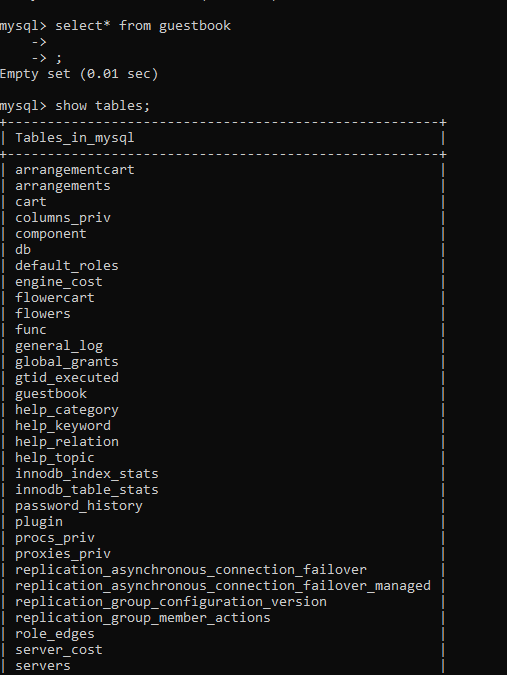 mysql> select* from guestbook
    ->
    -> ;
Empty set (0.01 sec)
mysql> show tables;
+------------------------------------------------------+
| Tables_in_mysql                                      |
+------------------------------------------------------+
| arrangementcart                                      |
| arrangements                                         |
| cart                                                 |
| columns_priv                                         |
| component                                            |
| db                                                   |
| default_roles                                        |
| engine_cost                                          |
| flowercart                                           |
| flowers                                              |
| func                                                 |
| general_log                                          |
| global_grants                                        |
| gtid_executed                                        |
| guestbook                                            |
| help_category                                        |
| help_keyword                                         |
| help_relation                                        |
| help_topic                                           |
| innodb_index_stats                                   |
| innodb_table_stats                                   |
| password_history                                     |
| plugin                                               |
| procs_priv                                           |
| proxies_priv                                         |
| replication_asynchronous_connection_failover         |
| replication_asynchronous_connection_failover_managed |
| replication_group_configuration_version              |
| replication_group_member_actions                     |
| role_edges                                           |
| server_cost                                          |
| servers                                              |